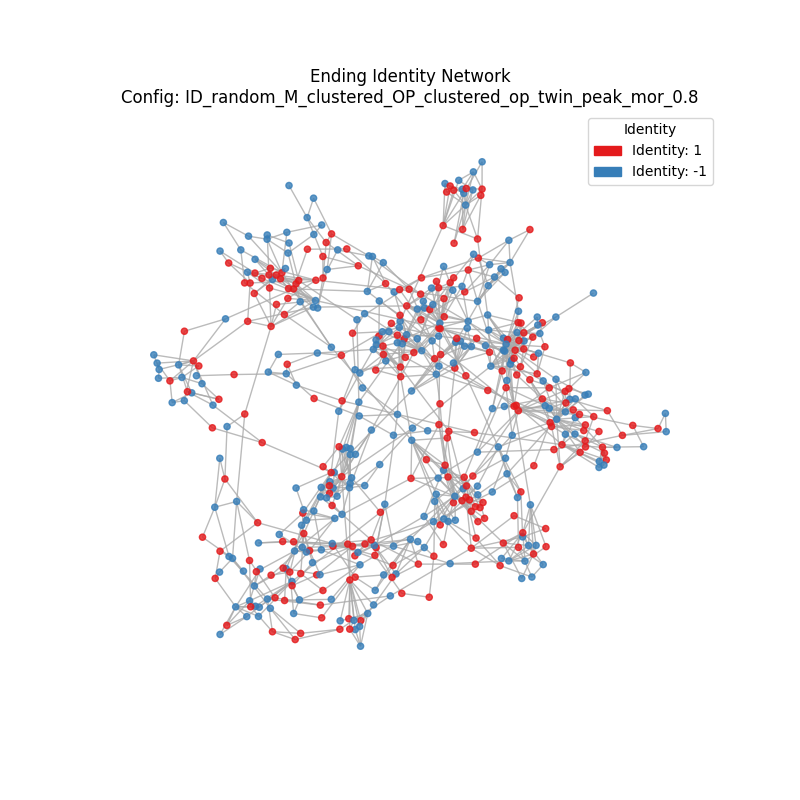 Ending Identity Network
Config: ID_random_M_clustered_OP_clustered_op_twin_peak_mor_0.8
Identity
Identity: 1
Identity: -1